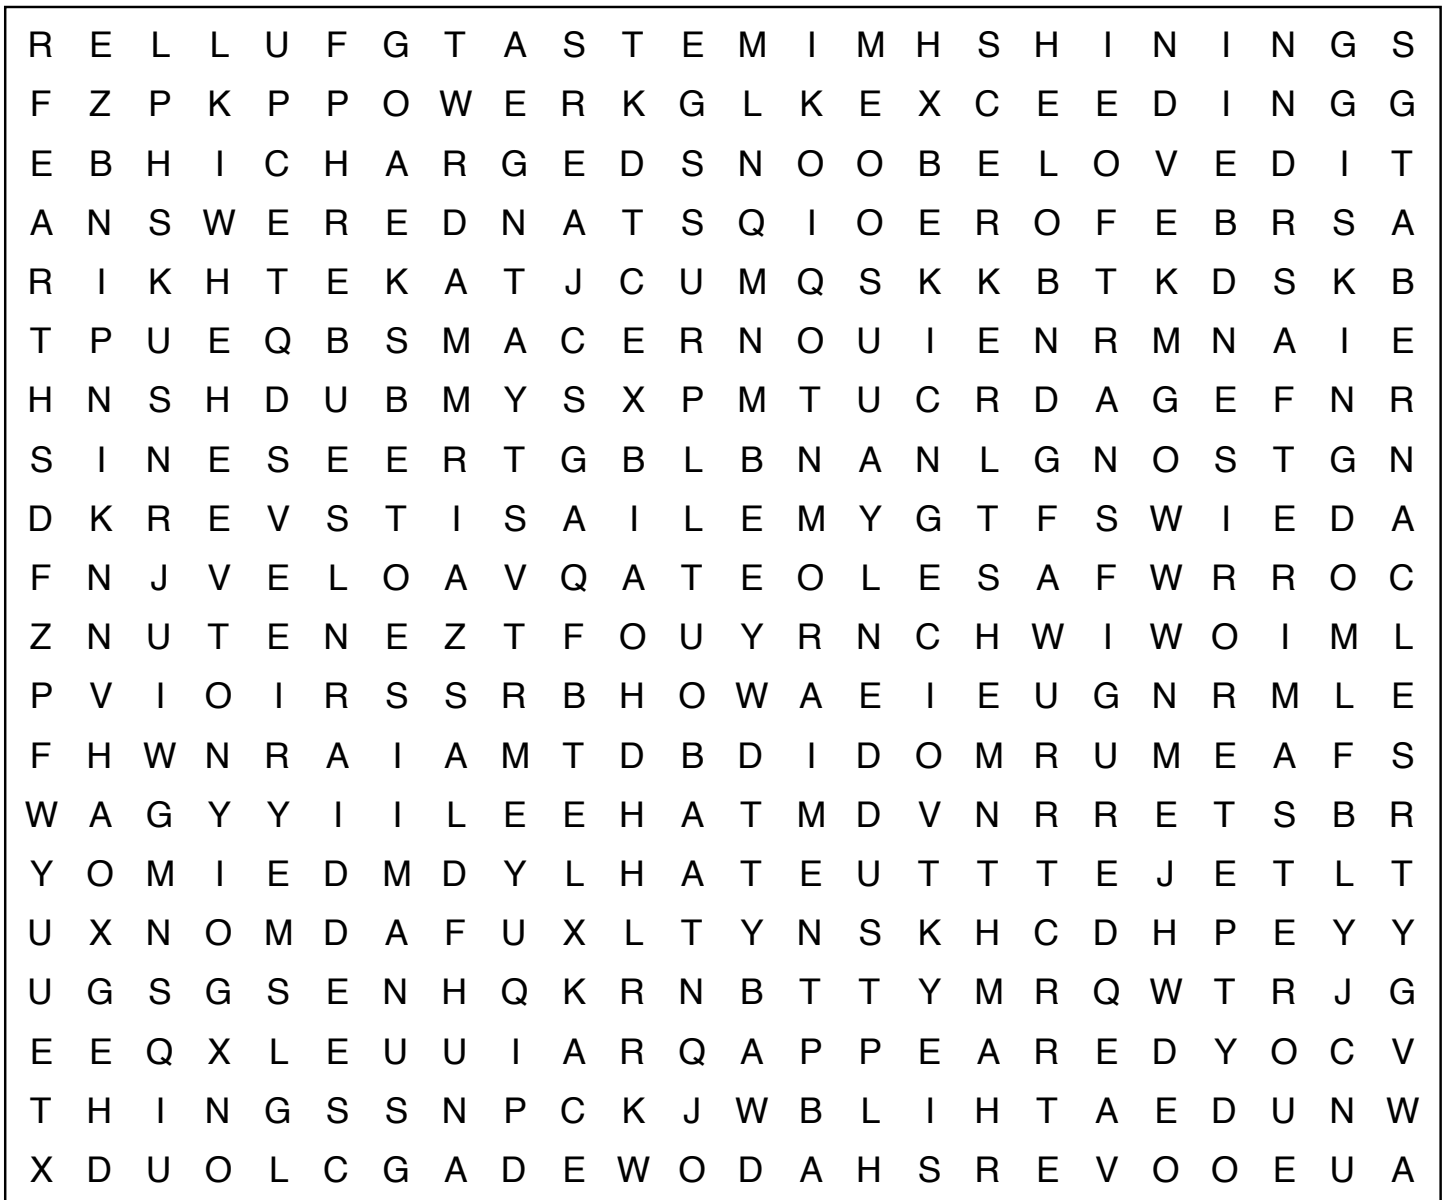 R E L L U F G T A S T E M I M H S H I N I N G S
F Z P K P P O W E R K G L K E X C E E D I N G G
E B H I C H A R G E D S N O O B E L O V E D I T
A N S W E R E D N A T S Q I O E R O F E B R S A
R I K H T E K A T J C U M Q S K K B T K D S K B
T P U E Q B S M A C E R N O U I E N R M N A I E
H N S H D U B M Y S X P M T U C R D A G E F N R
S I N E S E E R T G B L B N A N L G N O S T G N
D K R E V S T I S A I L E M Y G T F S W I E D A
F N J V E L O A V Q A T E O L E S A F W R R O C
Z N U T E N E Z T F O U Y R N C H W I W O I M L
P V I O I R S S R B H O W A E I E U G N R M L E
F H W N R A I A M T D B D I D O M R U M E A F S
W A G Y Y I I L E E H A T M D V N R R E T S B R
Y O M I E D M D Y L H A T E U T T T E J E T L T
U X N O M D A F U X L T Y N S K H C D H P E Y Y
U G S G S E N H Q K R N B T T Y M R Q W T R J G
E E Q X L E U U I A R Q A P P E A R E D Y O C V
T H I N G S S N P C K J W B L I H T A E D U N W
X D U O L C G A D E W O D A H S R E V O O E U A